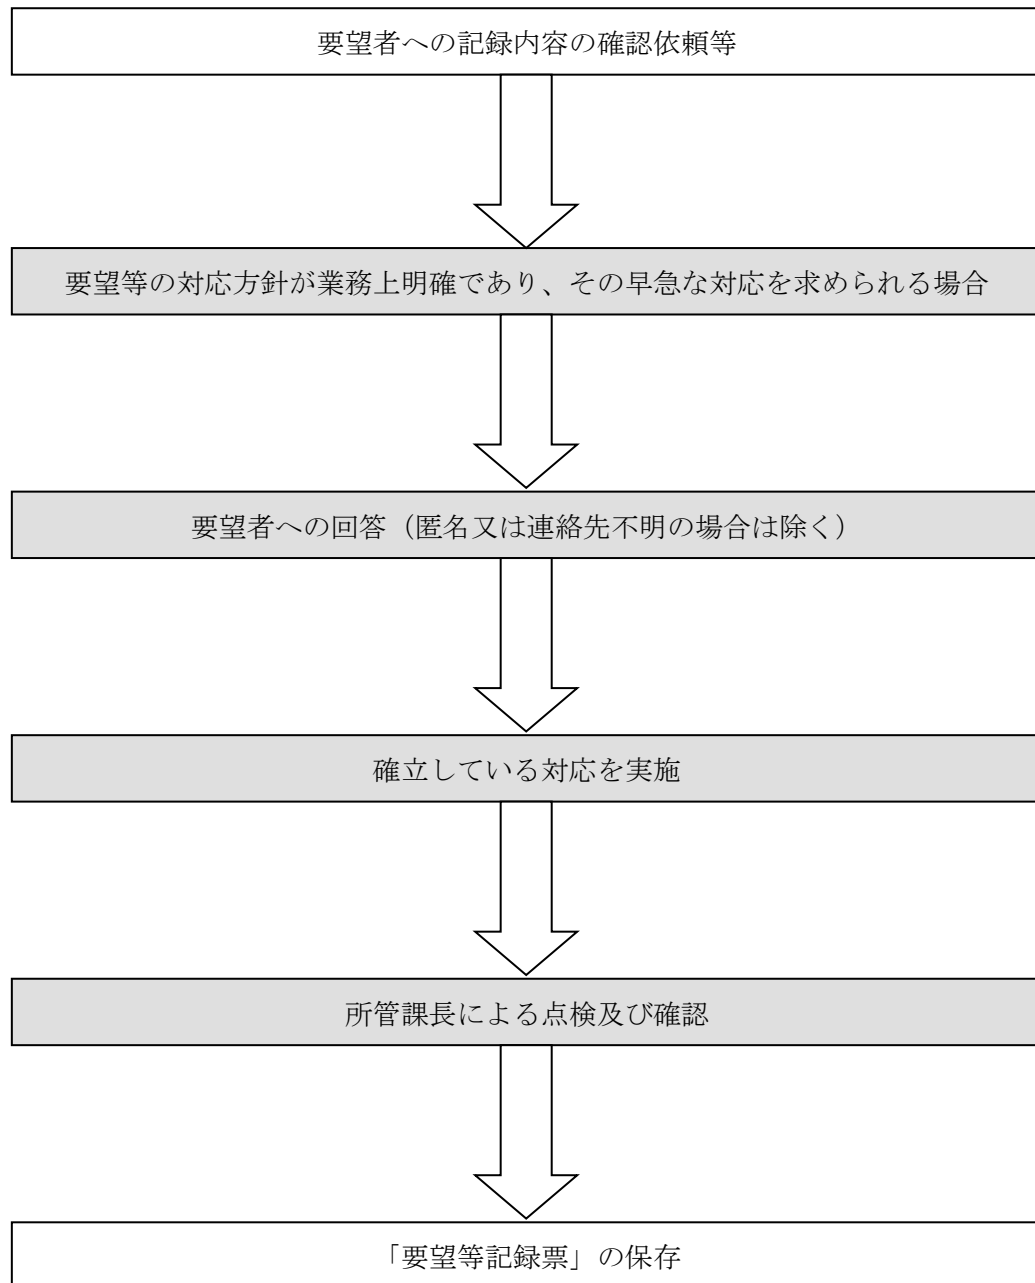 要望者への記録内容の確認依頼等
要望等の対応方針が業務上明確であり、その早急な対応を求められる場合
要望者への回答（匿名又は連絡先不明の場合は除く）
確立している対応を実施
所管課長による点検及び確認
「要望等記録票」の保存